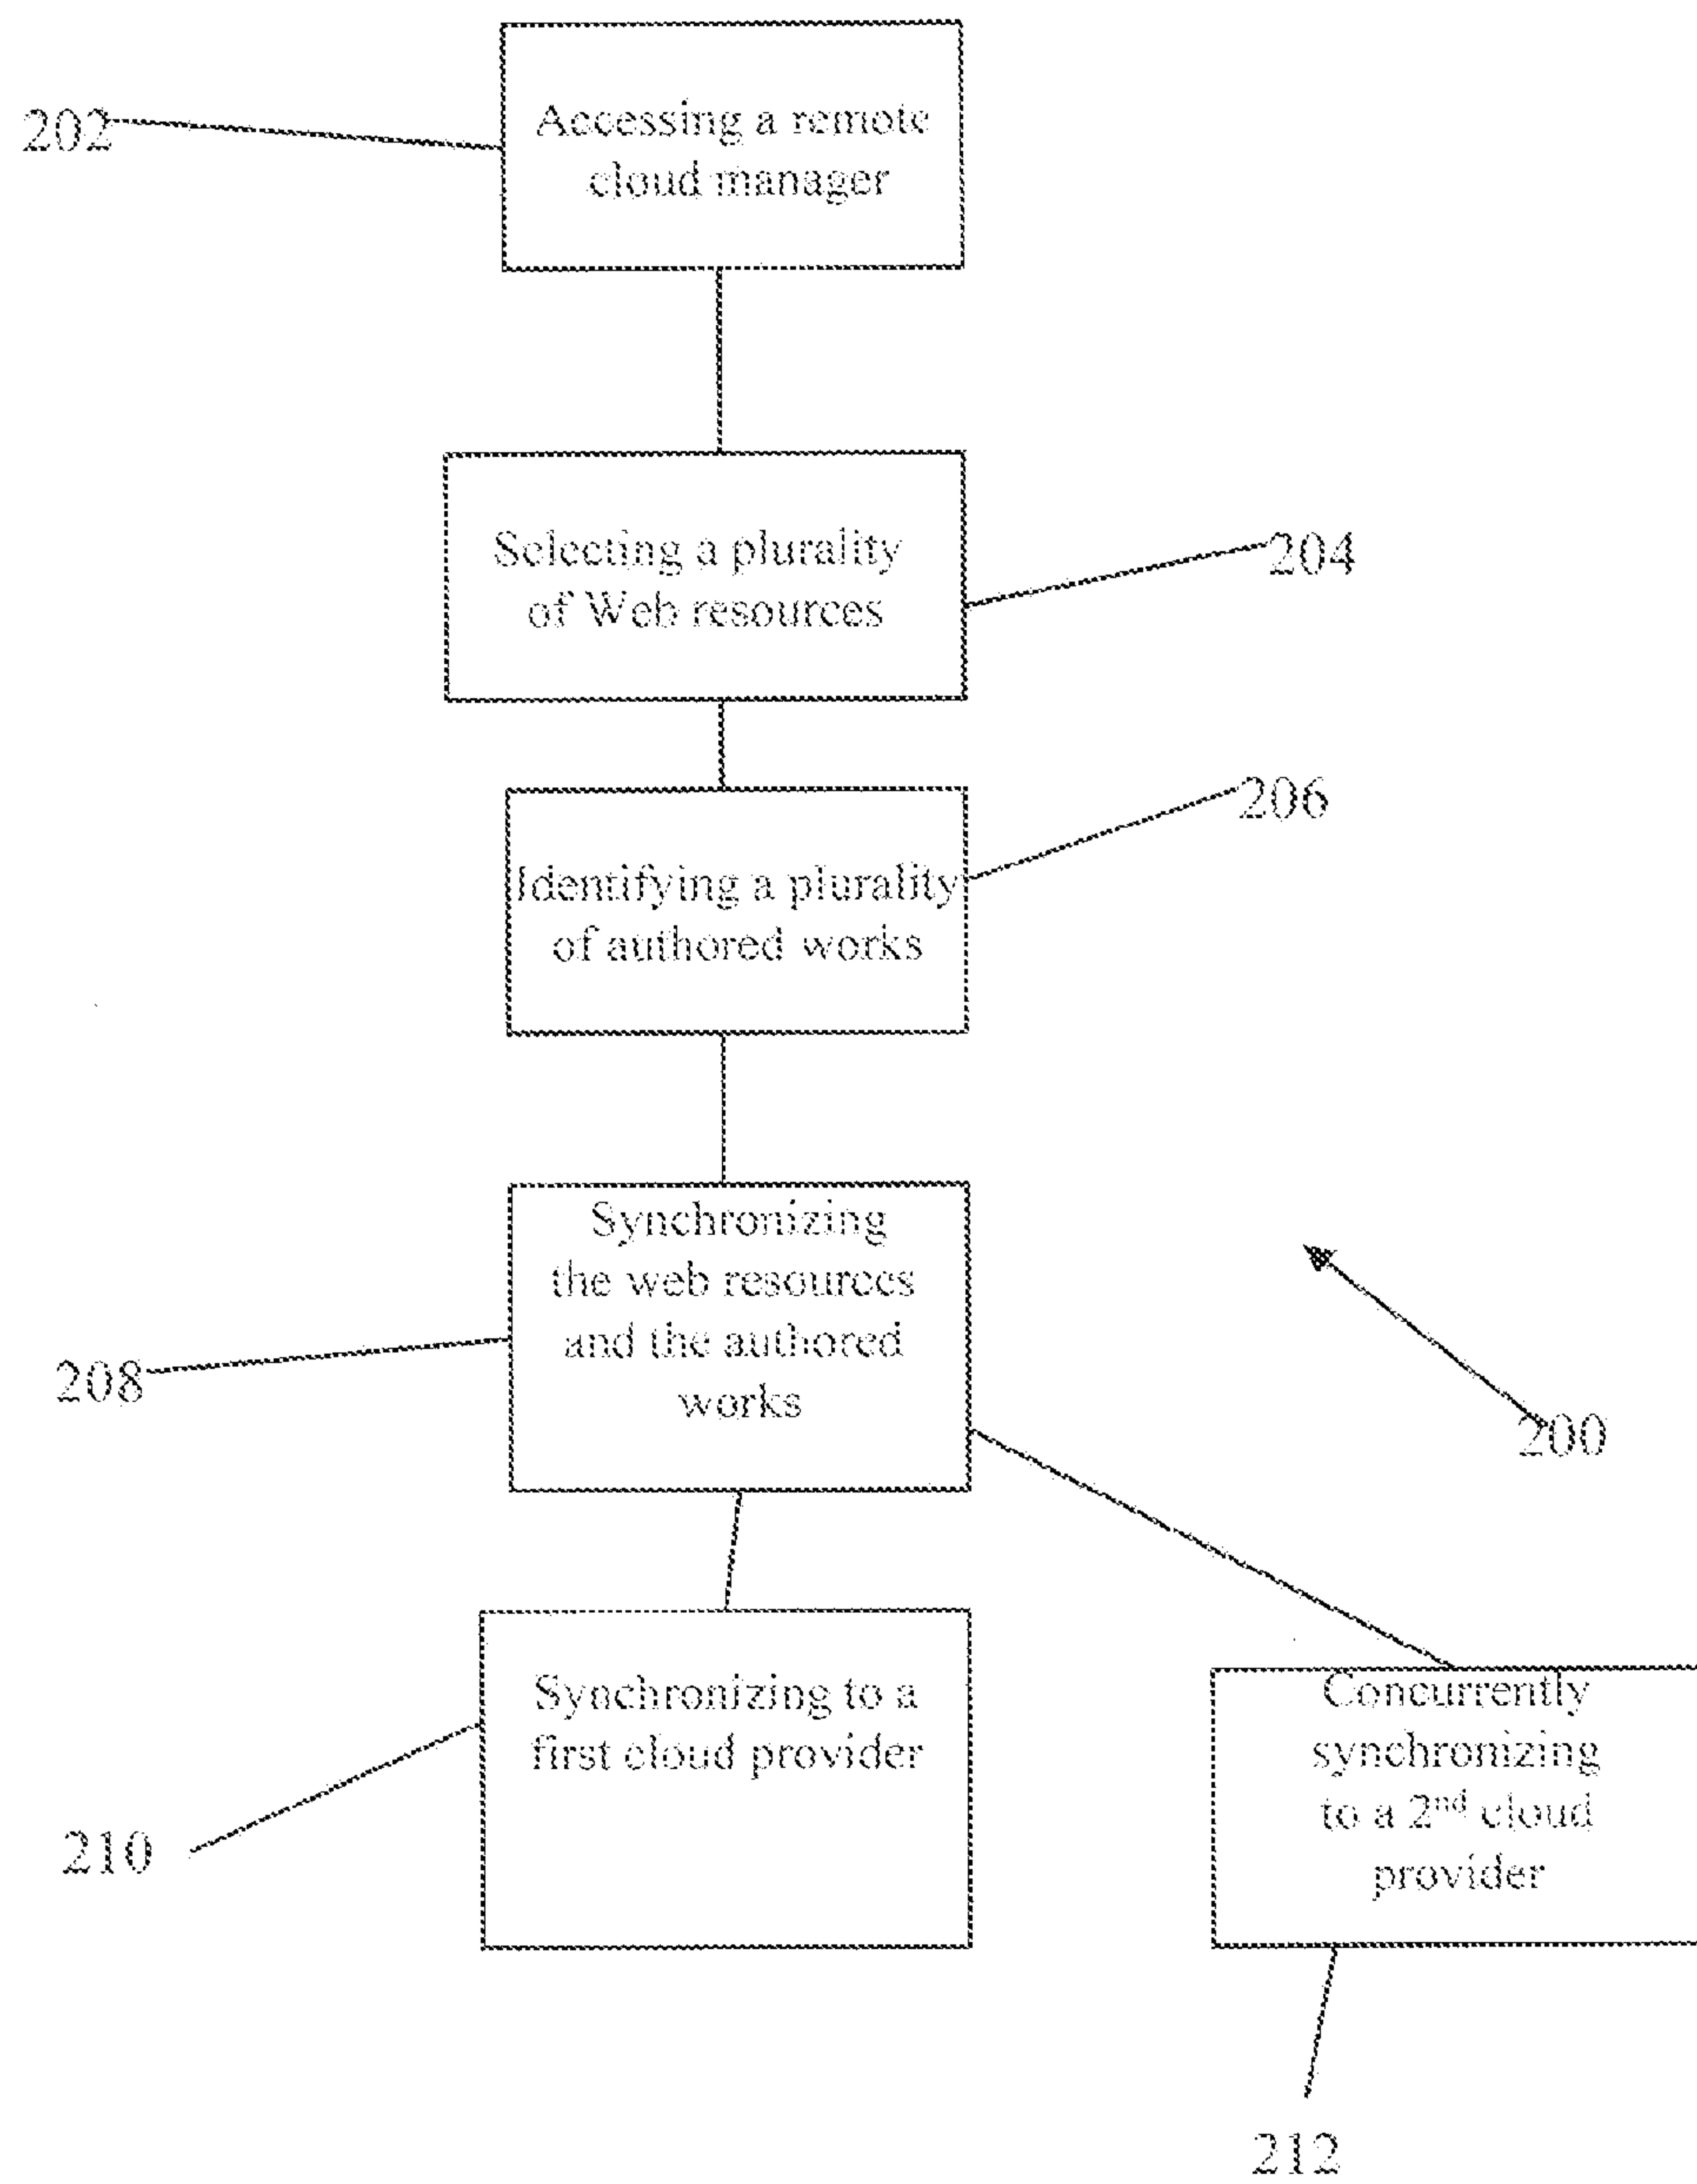 Accessing a remote
cloud manager
202
Selecting a plurality
of Web resources
204
206
Identifying a plurality
of authored works
Synchronizing
the web resources
and the authored
works
208
200
Synchronizing to a
first cloud provider
210
Concurrently
synchronizing
to a 2nd cloud
provider
212